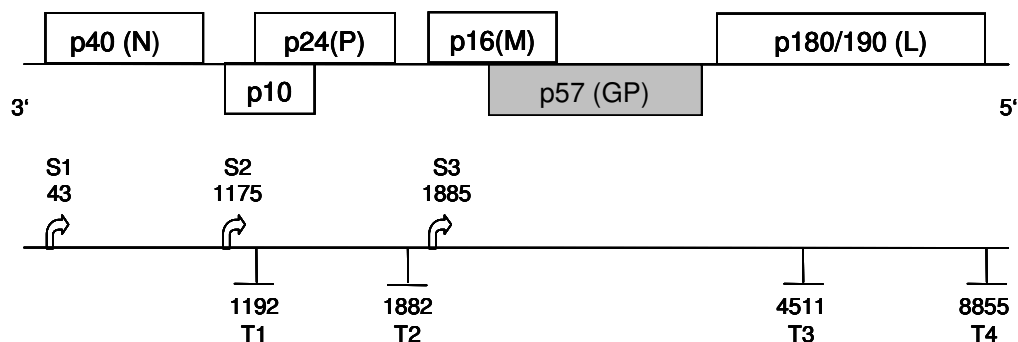 p40 (N)
p24(P)
p16(M)
p180/190 (L)
p10
p57 (GP)
3‘
5‘
S1
43
S2
1175
S3
1885
1192
T1
1882
T2
4511
T3
8855
T4